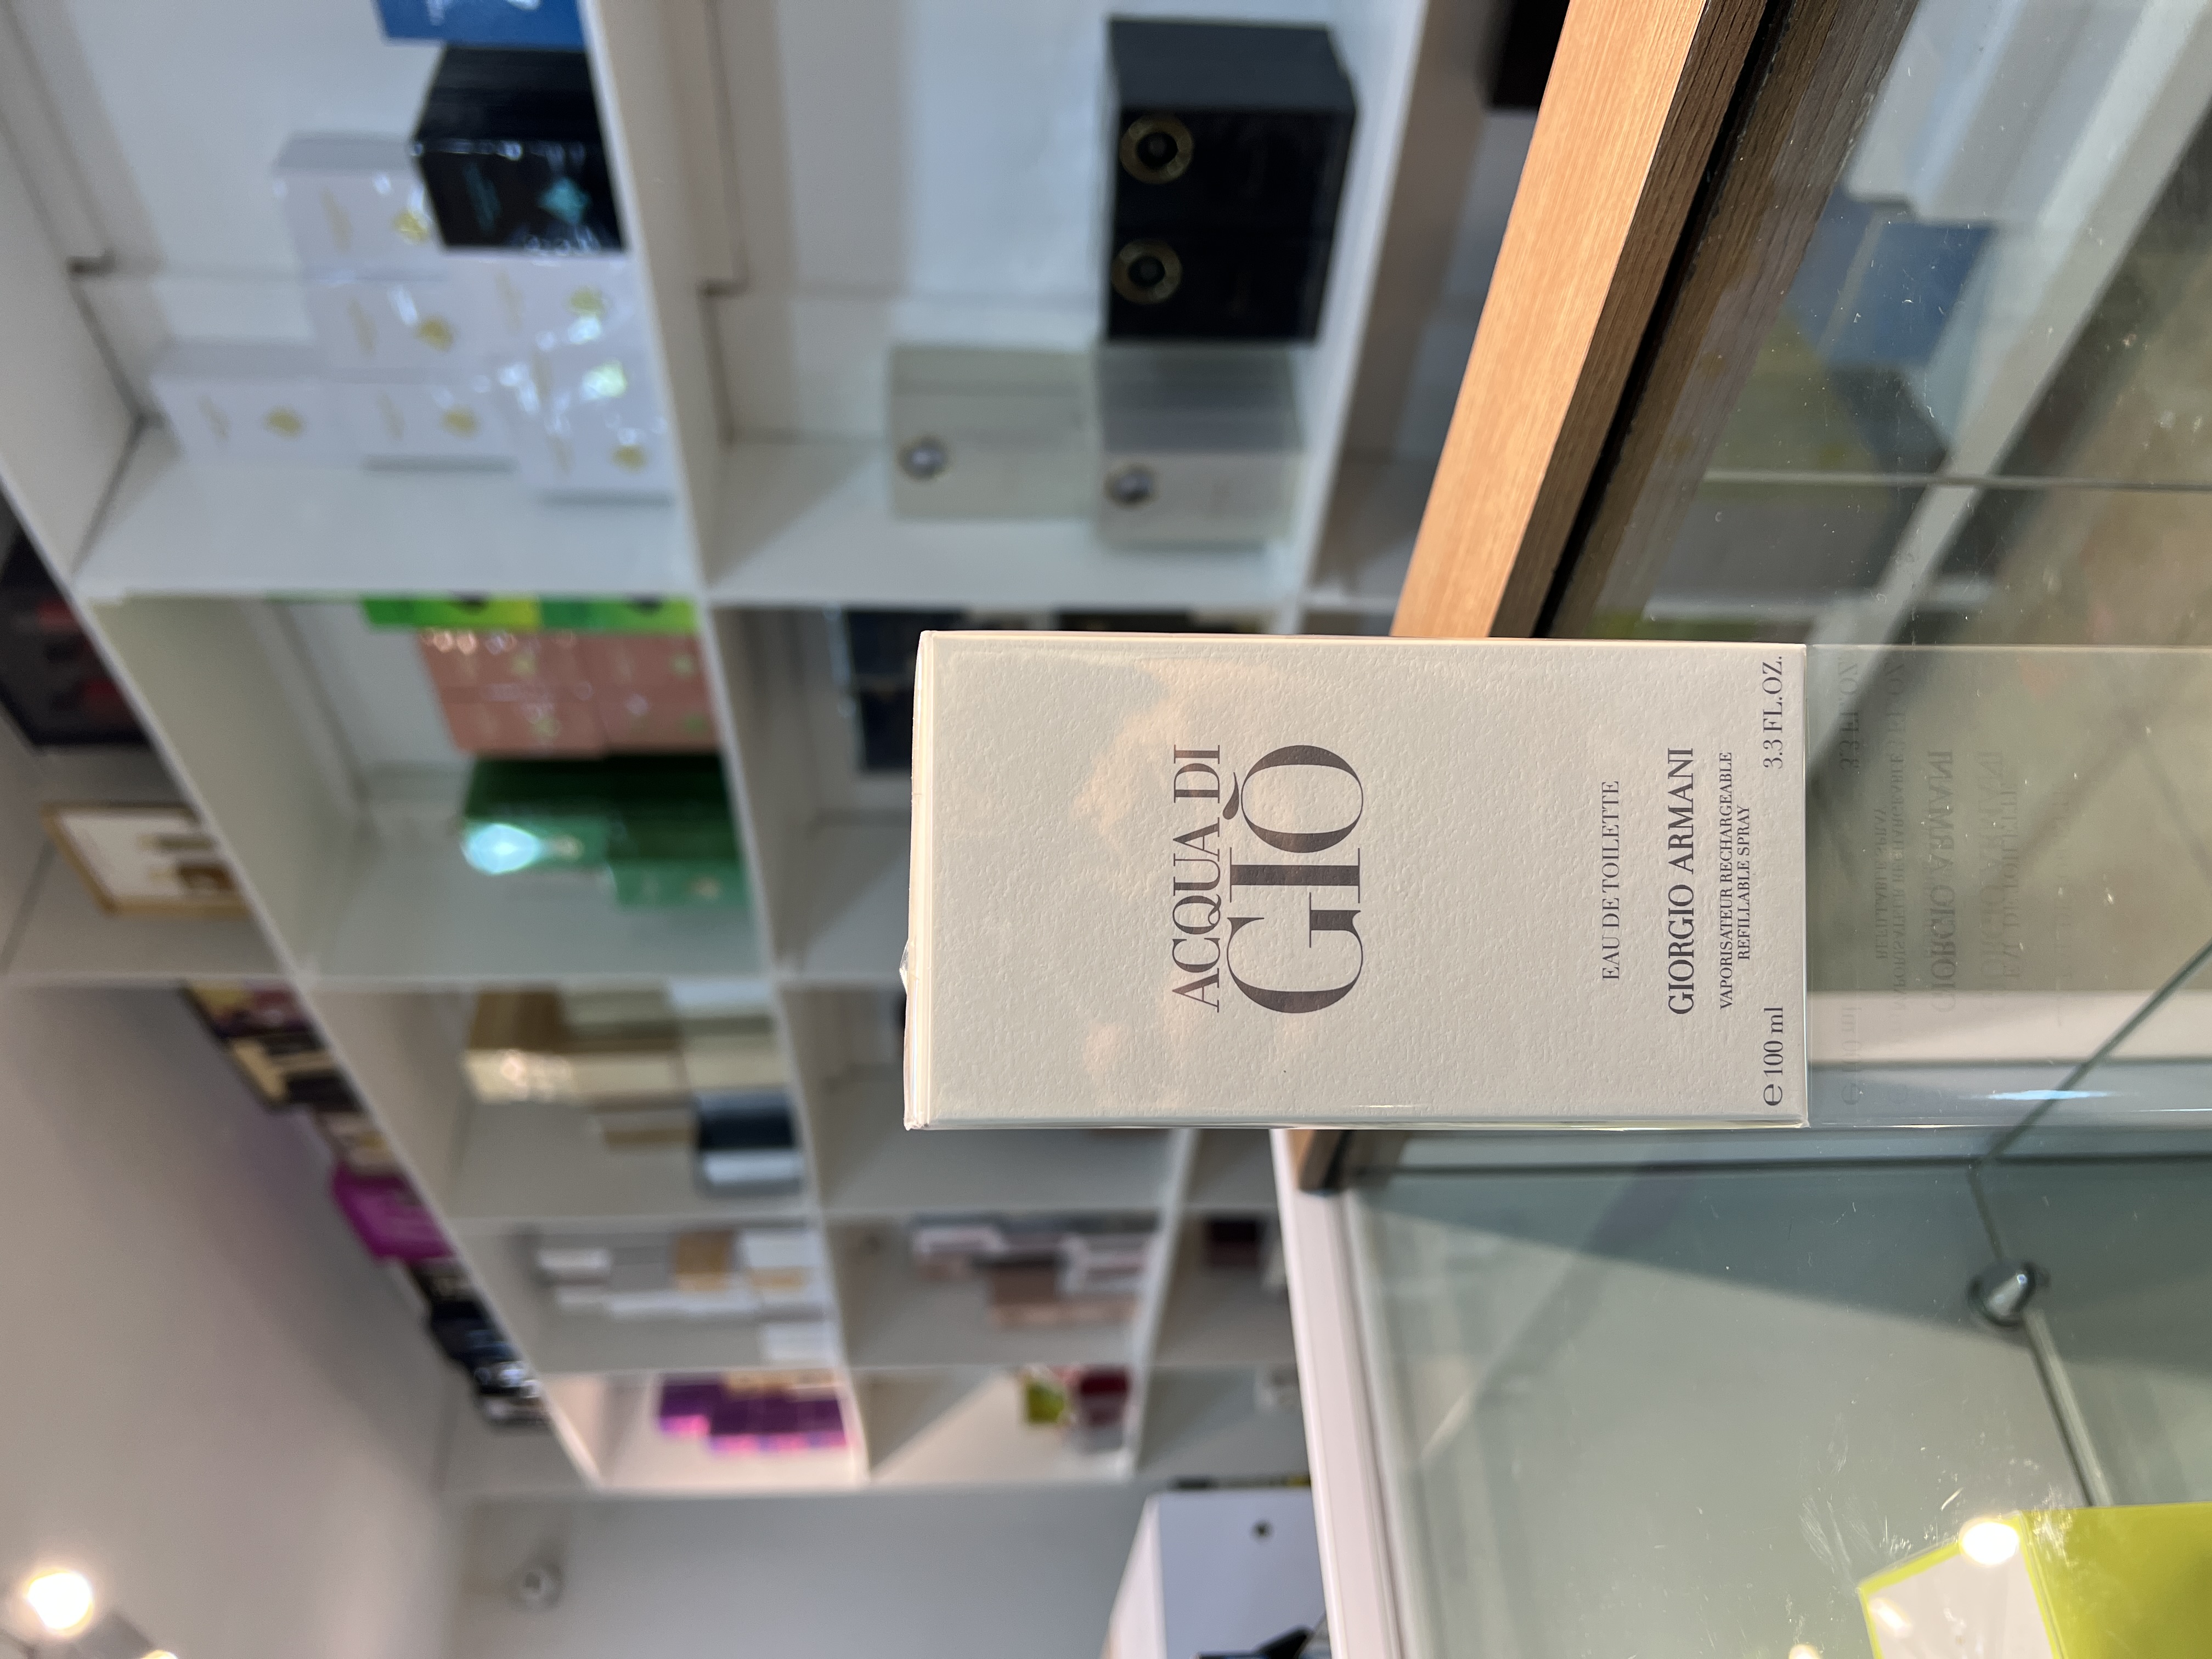 ACQUA DI
GIÒ
EAU DE TOILETTE
GIORGIO ARMANI
VAPORISATEUR RECHARGEABLE
REFILLABLE SPRAY
℮ 100 ml 3.3 FL.OZ.